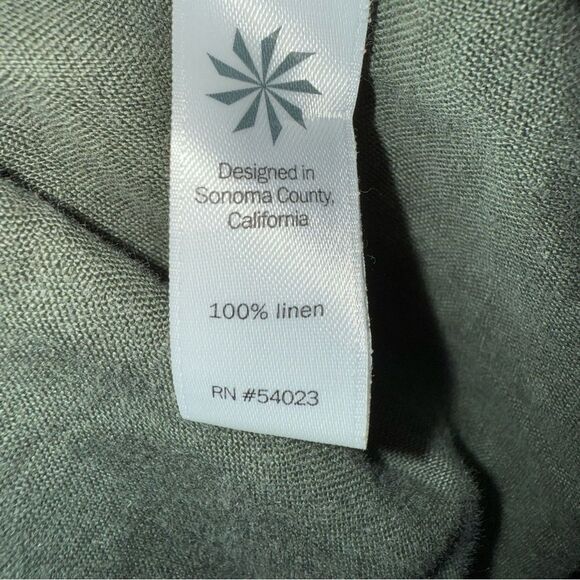 Designed in
Sonoma County,
California
100% linen
RN #54023